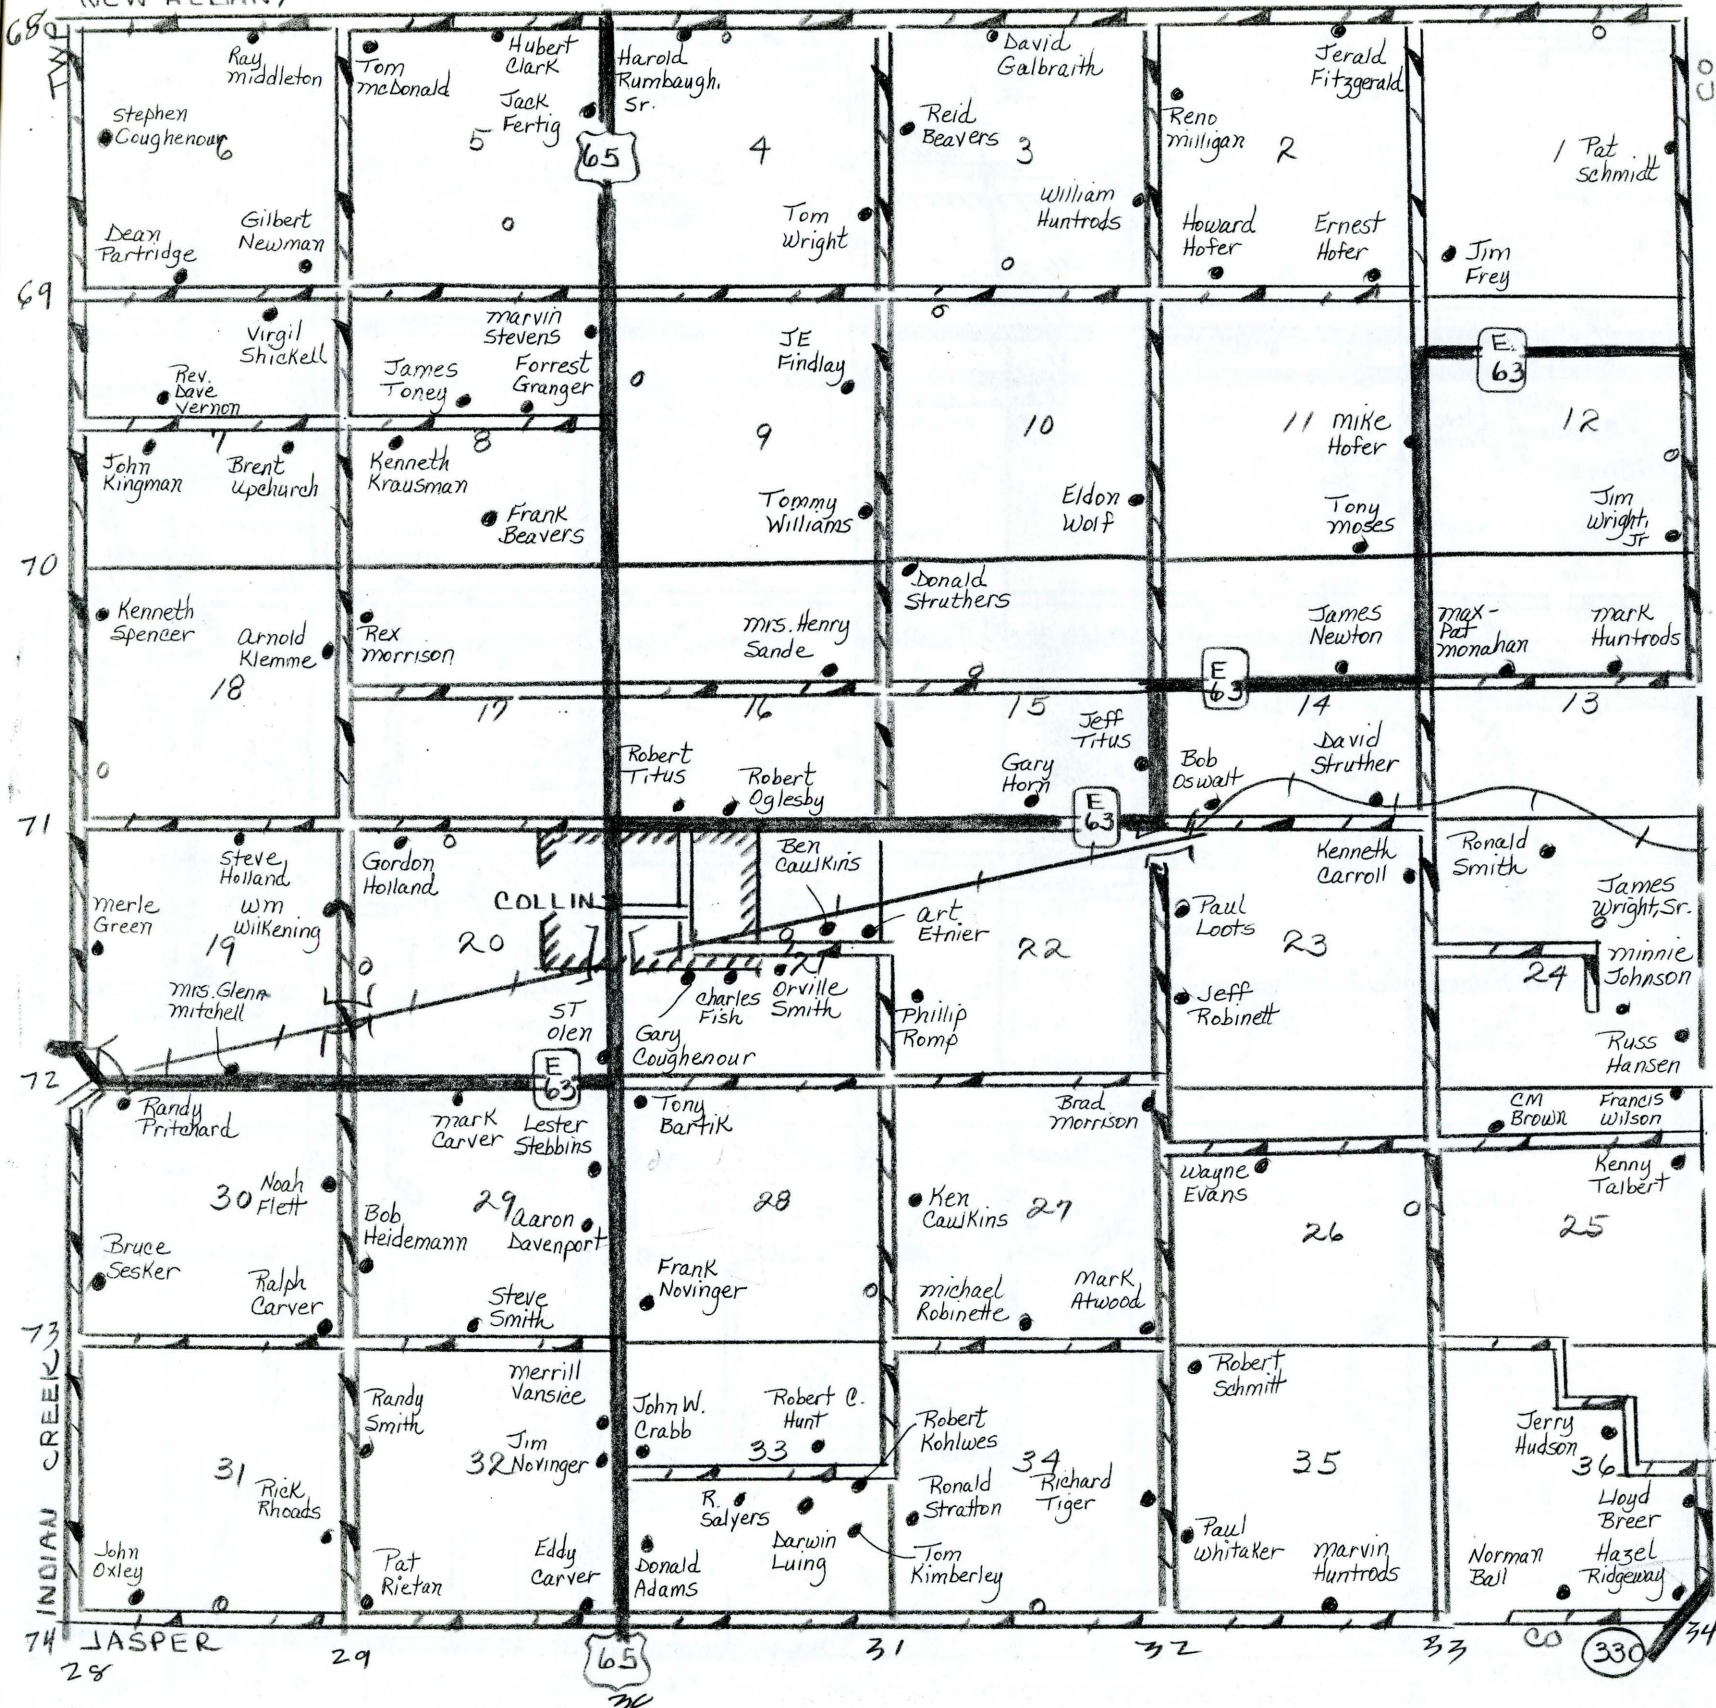 NEW ALBANY
68
TWP
CO
Ray
middleton
Tom
mcDonald
Hubert
Clark
Harold
Rumbaugh,
Sr.
David
Galbraith
Jerald
Fitzgerald
Stephen
Coughenour
6
Jack
Fertig
5
65
4
Reid
Beavers
3
Reno
milligan
2
1
Pat
Schmidt
Dean
Partridge
Gilbert
Newman
Tom
Wright
William
Huntrods
Howard
Hofer
Ernest
Hofer
Jim
Frey
69
Virgil
Shickell
marvin
Stevens
JE
Findlay
E
63
Rev.
Dave
Vernon
James
Toney
Forrest
Granger
7
8
9
10
11
mike
Hofer
12
John
Kingman
Brent
Upchurch
Kenneth
Krausman
Frank
Beavers
Tommy
Williams
Eldon
Wolf
Tony
moses
Jim
Wright,
Jr
70
Kenneth
Spencer
Arnold
Klemme
Rex
morrison
mrs. Henry
Sande
Donald
Struthers
James
Newton
max-
Pat
monahan
mark
Huntrods
E
63
18
17
16
15
14
13
Robert
Titus
Robert
Oglesby
Gary
Horn
Jeff
Titus
Bob
Oswalt
David
Struther
71
E
63
Steve
Holland
Gordon
Holland
Ben
Caulkins
Kenneth
Carroll
Ronald
Smith
merle
Green
wm
Wilkening
COLLINS
art
Etnier
Paul
Loots
James
Wright, Sr.
19
20
21
22
23
24
minnie
Johnson
mrs. Glenn
mitchell
ST
Olen
Gary
Coughenour
Charles
Fish
Orville
Smith
Phillip
Romp
Jeff
Robinett
Russ
Hansen
72
E
63
Randy
Pritchard
mark
Carver
Lester
Stebbins
Tony
Bartik
Brad
morrison
CM
Brown
Francis
Wilson
30
Noah
Flett
Bob
Heidemann
29
Aaron
Davenport
28
Ken
Caulkins
27
Wayne
Evans
26
Kenny
Talbert
25
Bruce
Sesker
Ralph
Carver
Steve
Smith
Frank
Novinger
michael
Robinette
mark
Atwood
73
INDIAN CREEK
Randy
Smith
merrill
Vansice
John W.
Crabb
Robert C.
Hunt
Robert
Kohlwes
Robert
Schmitt
Jerry
Hudson
31
Rick
Rhoads
32
Jim
Novinger
33
34
35
36
R.
Salyers
Darwin
Luing
Ronald
Stratton
Richard
Tiger
Lloyd
Breer
John
Oxley
Pat
Rietan
Eddy
Carver
Donald
Adams
Tom
Kimberley
Paul
Whitaker
marvin
Huntrods
Norman
Ball
Hazel
Ridgeway
74
JASPER
CO
330
28
29
65
30
31
32
33
34